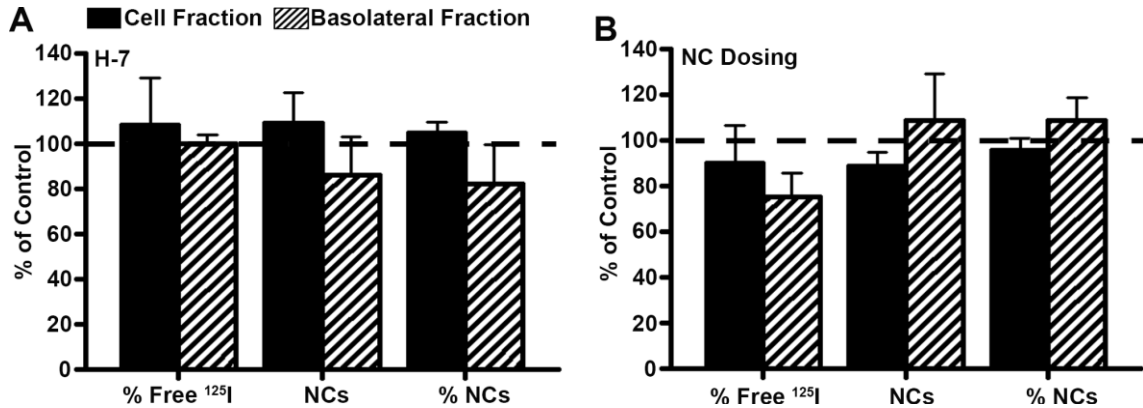 A
Cell Fraction Basolateral Fraction
H-7
% of Control
140
120
100
80
60
40
20
0
% Free ¹²⁵I NCs % NCs
B
NC Dosing
% of Control
140
120
100
80
60
40
20
0
% Free ¹²⁵I NCs % NCs